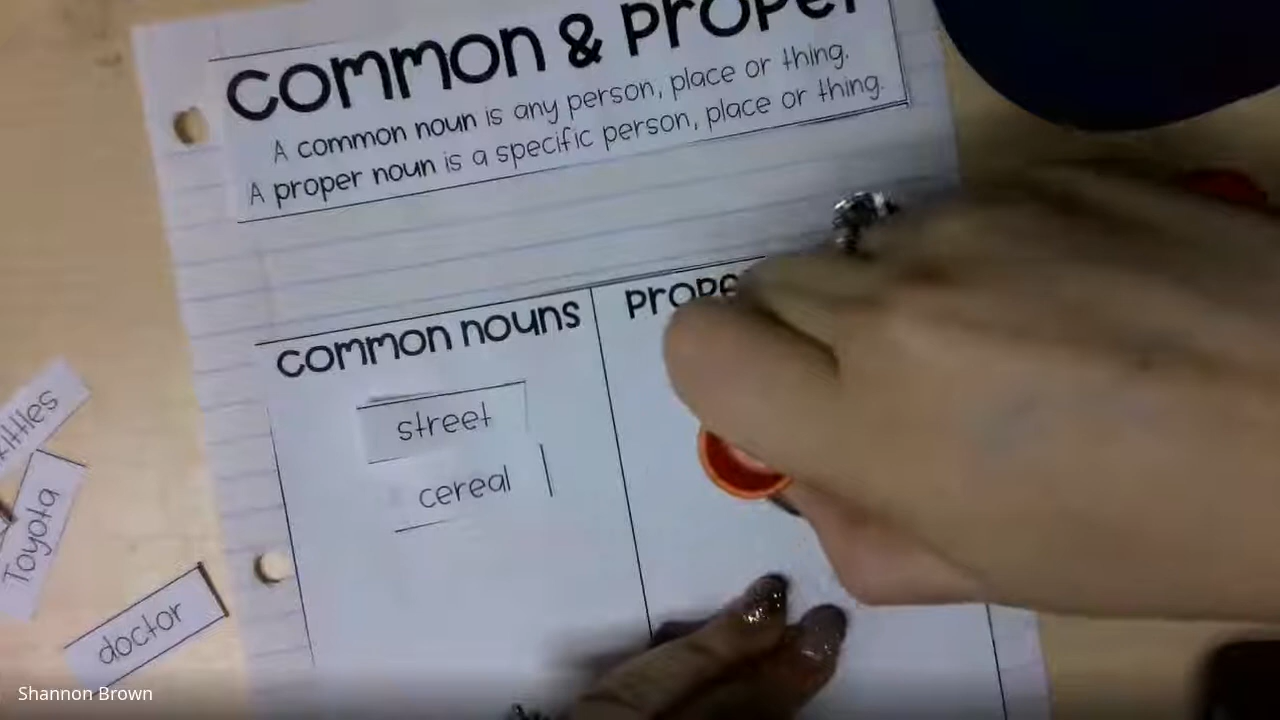 common & proper
A common noun is any person, place or thing.
A proper noun is a specific person, place or thing.
common nouns
street
cereal
Toyota
doctor
Shannon Brown